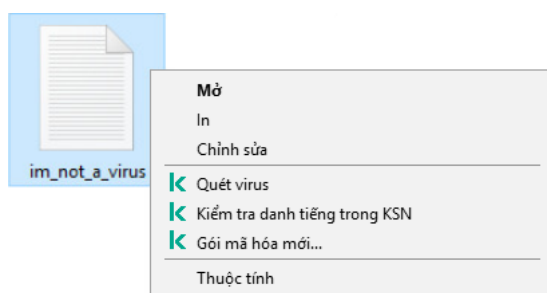 im_not_a_virus
Mở
In
Chỉnh sửa
Quét virus
Kiểm tra danh tiếng trong KSN
Gói mã hóa mới...
Thuộc tính